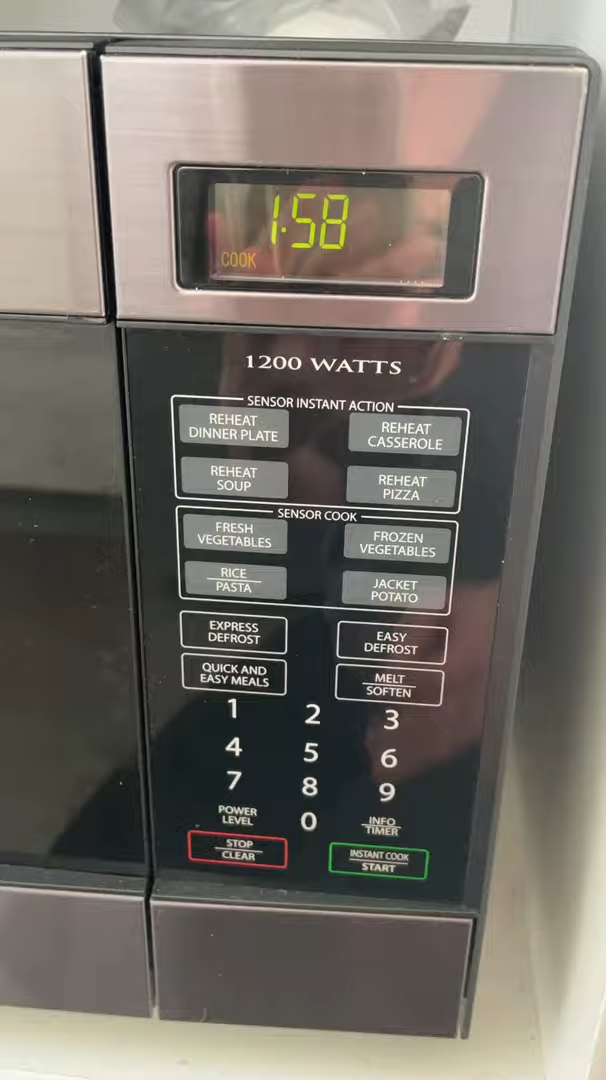 1:58
COOK
1200 WATTS
SENSOR INSTANT ACTION
REHEAT
DINNER PLATE
REHEAT
CASSEROLE
REHEAT
SOUP
REHEAT
PIZZA
SENSOR COOK
FRESH
VEGETABLES
FROZEN
VEGETABLES
RICE
PASTA
JACKET
POTATO
EXPRESS
DEFROST
EASY
DEFROST
QUICK AND
EASY MEALS
MELT
SOFTEN
1 2 3
4 5 6
7 8 9
POWER
LEVEL
0
INFO
TIMER
STOP
CLEAR
INSTANT COOK
START